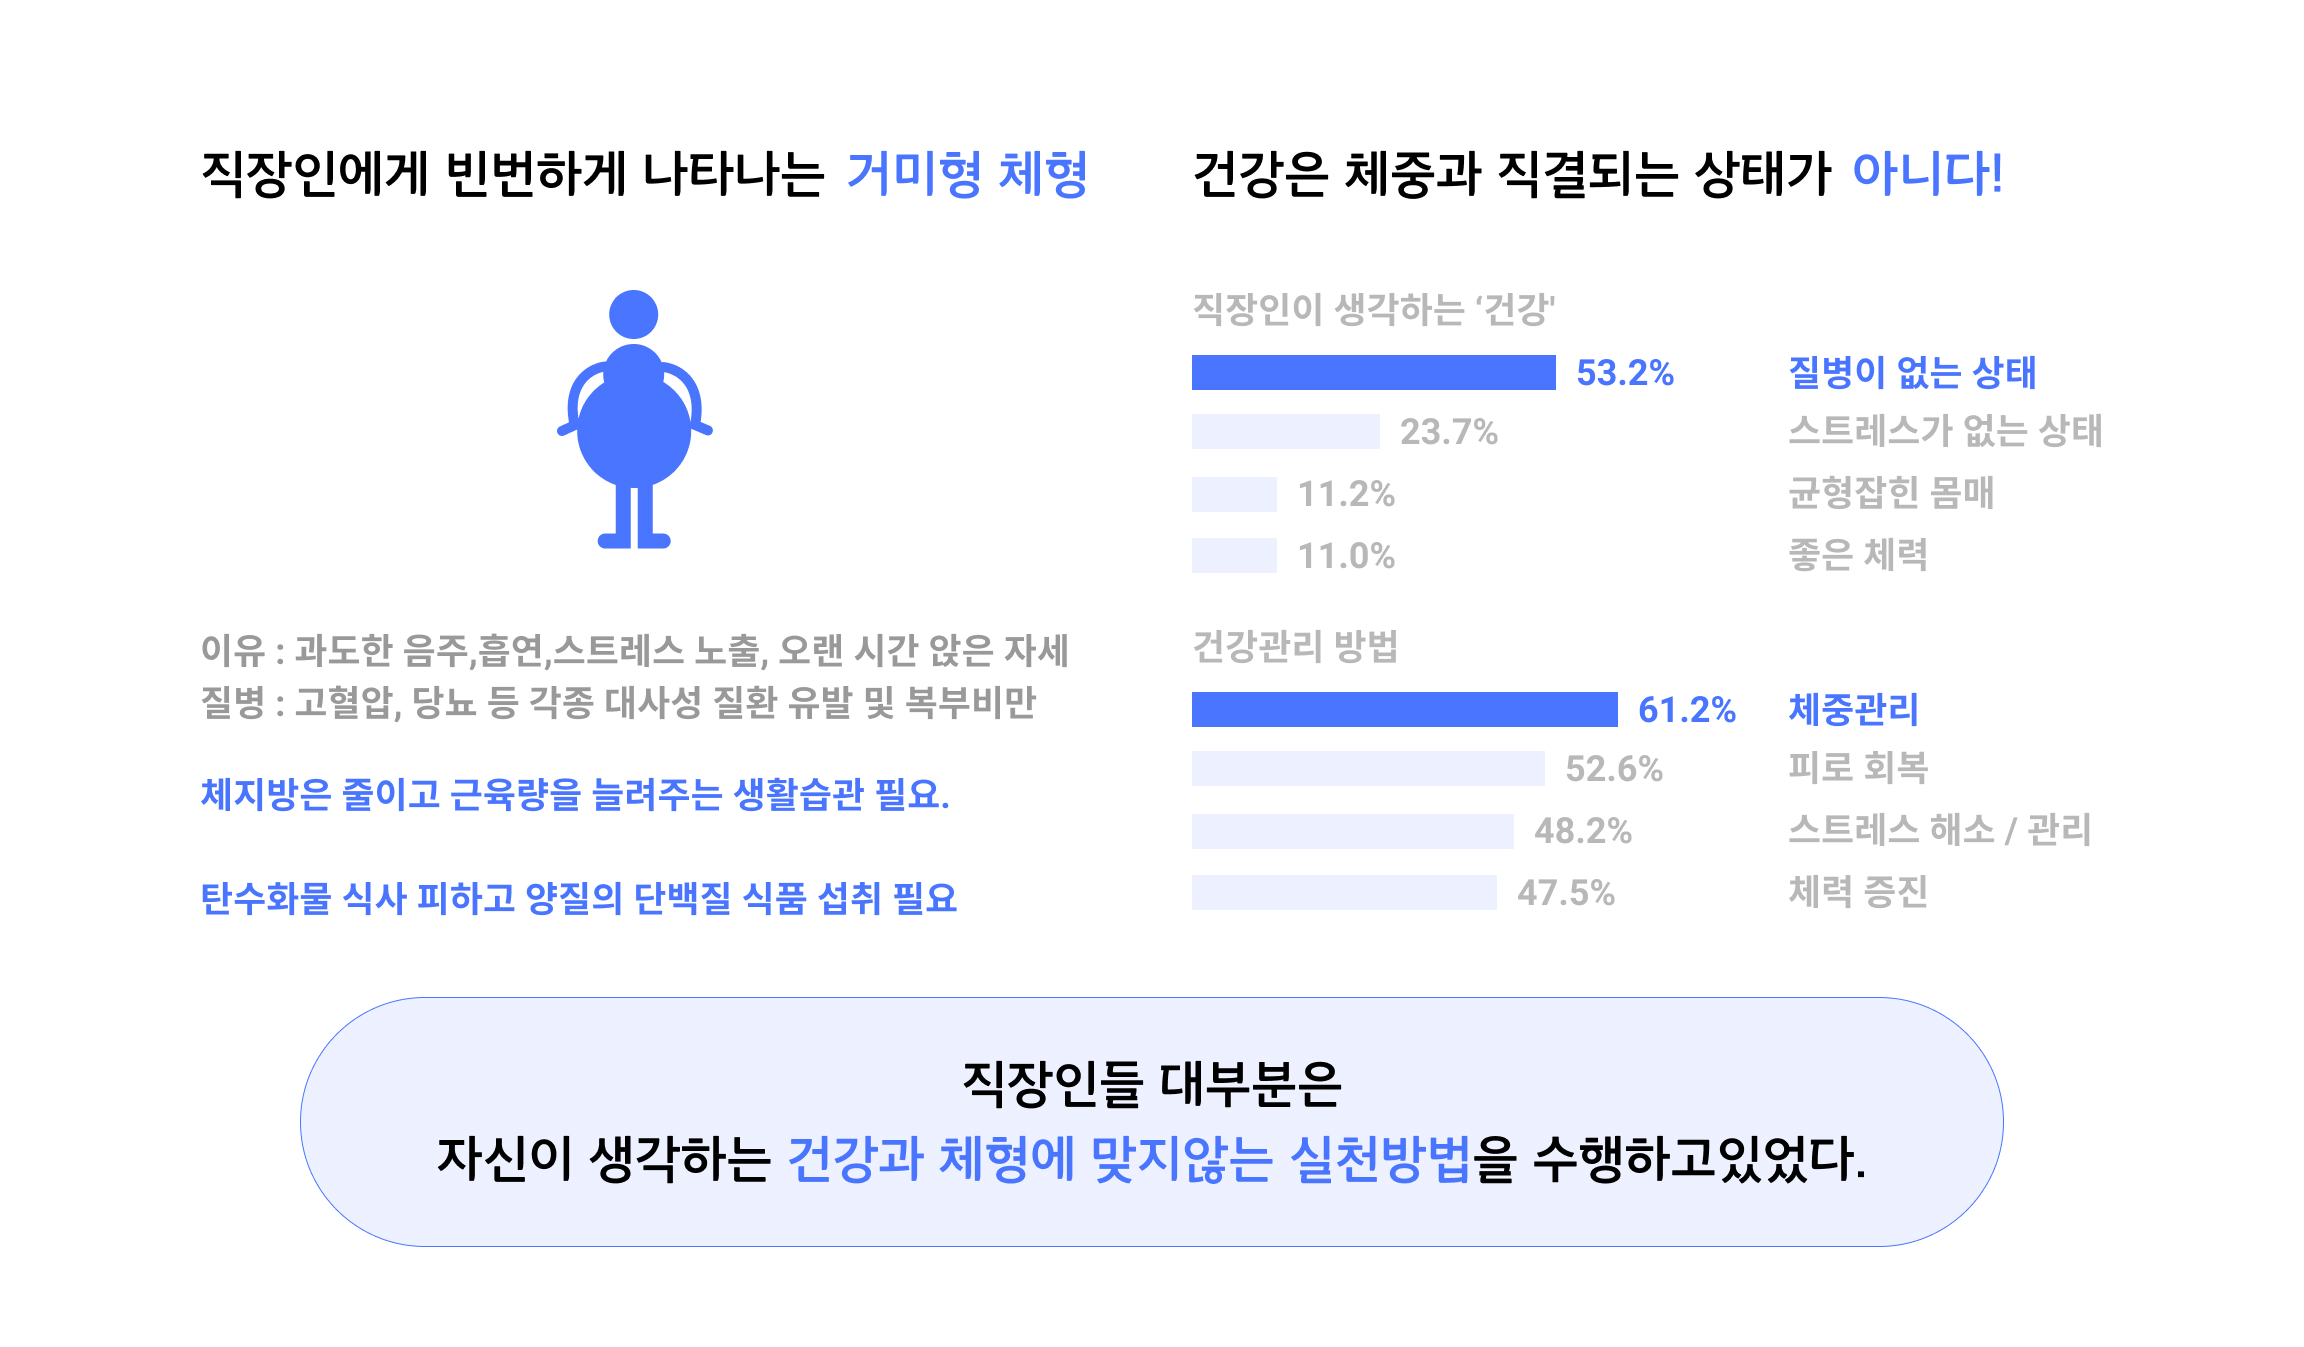 직장인에게 빈번하게 나타나는 거미형 체형
이유 : 과도한 음주,흡연,스트레스 노출, 오랜 시간 앉은 자세
질병 : 고혈압, 당뇨 등 각종 대사성 질환 유발 및 복부비만
체지방은 줄이고 근육량을 늘려주는 생활습관 필요.
탄수화물 식사 피하고 양질의 단백질 식품 섭취 필요
건강은 체중과 직결되는 상태가 아니다!
직장인이 생각하는 ‘건강'
53.2% 질병이 없는 상태
23.7% 스트레스가 없는 상태
11.2% 균형잡힌 몸매
11.0% 좋은 체력
건강관리 방법
61.2% 체중관리
52.6% 피로 회복
48.2% 스트레스 해소 / 관리
47.5% 체력 증진
직장인들 대부분은
자신이 생각하는 건강과 체형에 맞지않는 실천방법을 수행하고있었다.